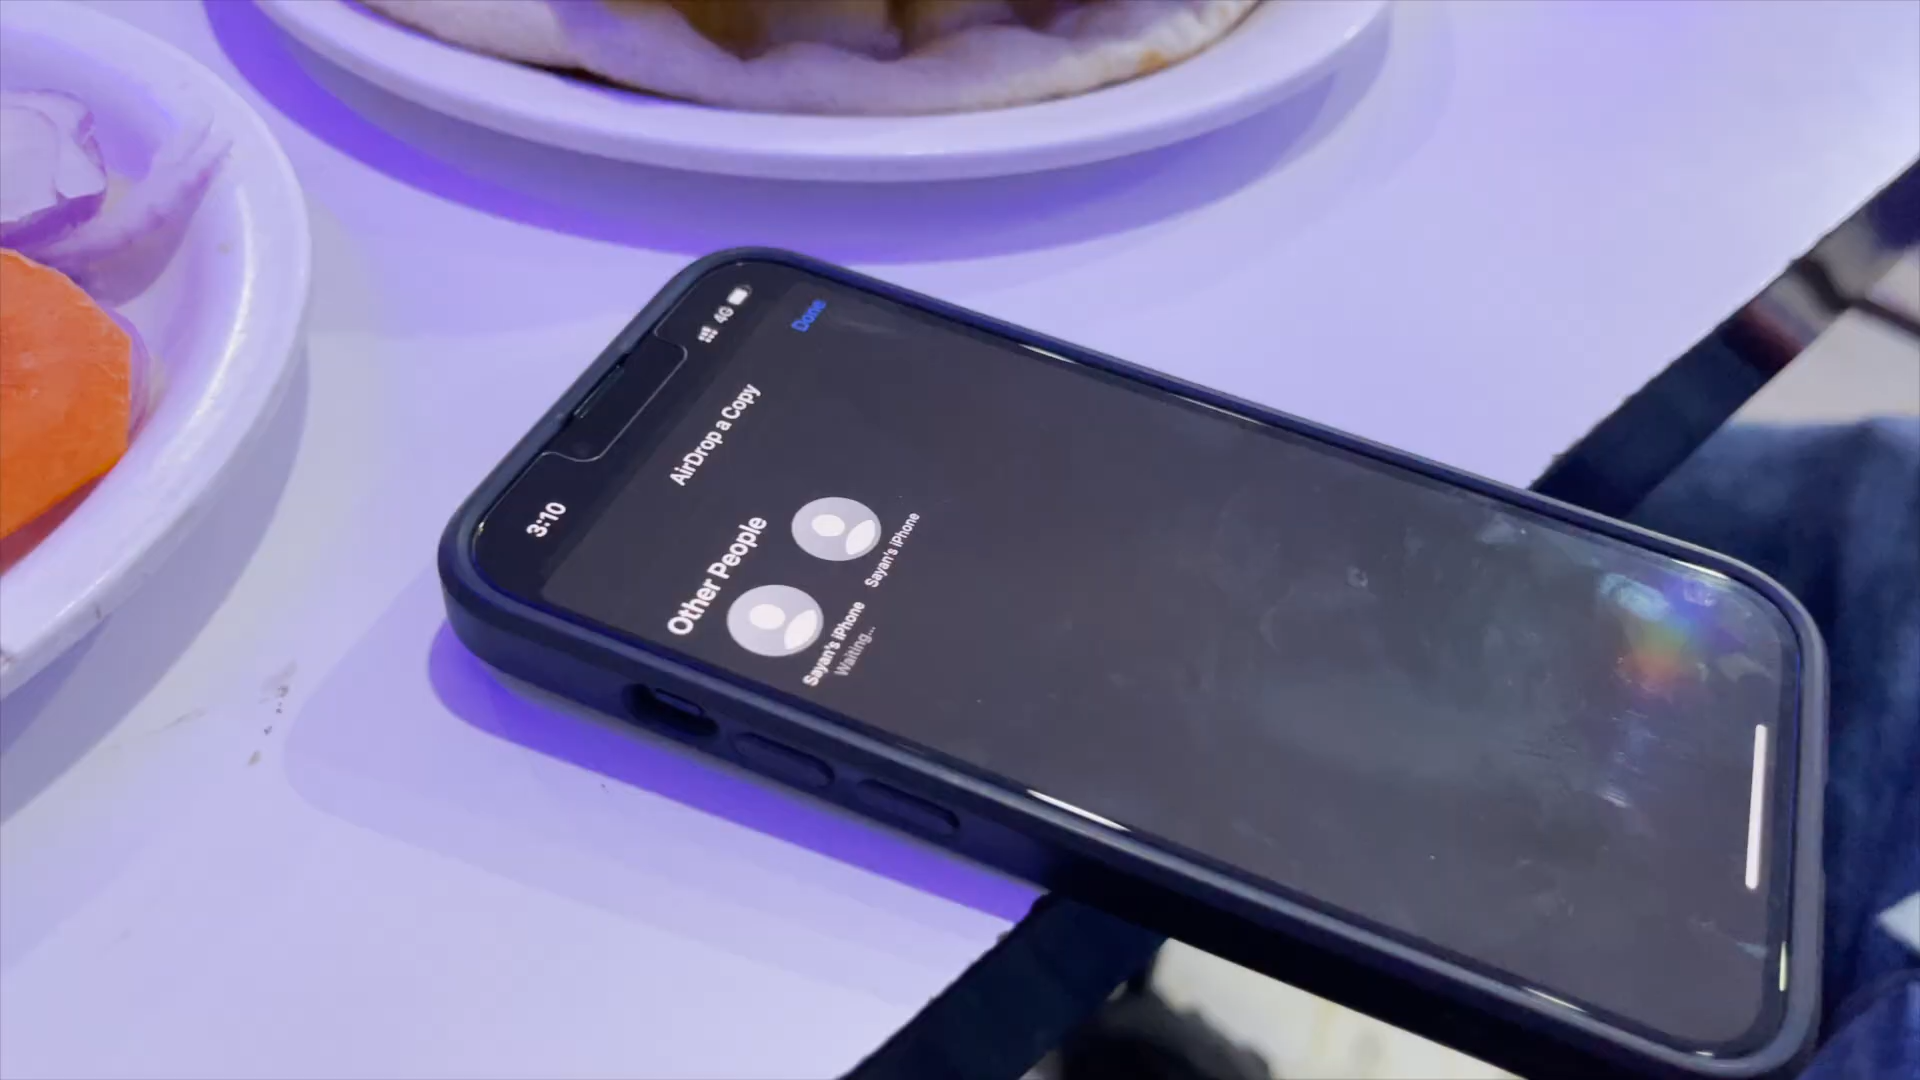 3:10
4G
Done
AirDrop a Copy
Other People
Sayan's iPhone
Waiting...
Sayan's iPhone